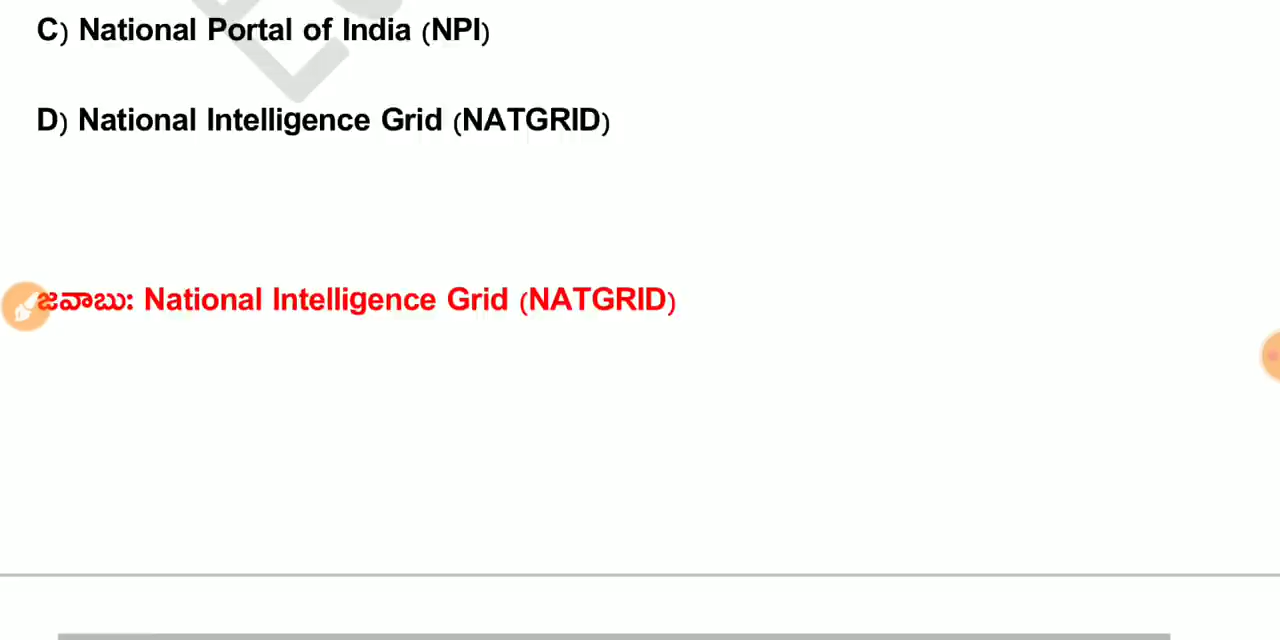 C) National Portal of India (NPI)
D) National Intelligence Grid (NATGRID)
జవాబు: National Intelligence Grid (NATGRID)